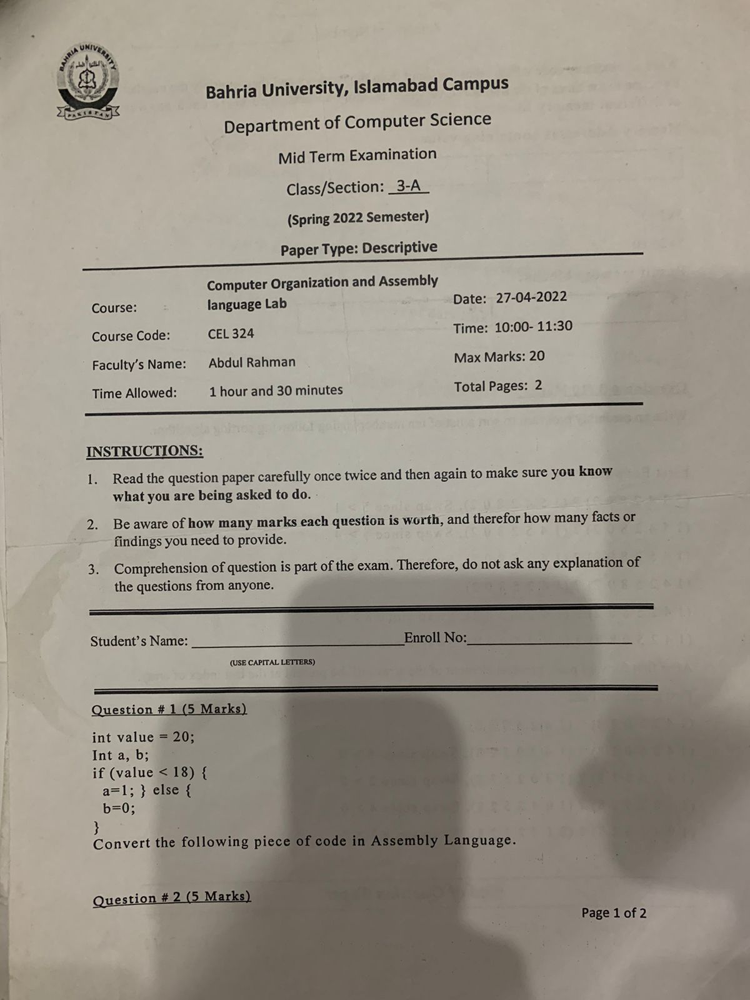 BAHRIA UNIVERSITY
PAKISTAN
Bahria University, Islamabad Campus
Department of Computer Science
Mid Term Examination
Class/Section: 3-A
(Spring 2022 Semester)
Paper Type: Descriptive
Course: Computer Organization and Assembly language Lab Date: 27-04-2022
Course Code: CEL 324 Time: 10:00- 11:30
Faculty's Name: Abdul Rahman Max Marks: 20
Time Allowed: 1 hour and 30 minutes Total Pages: 2
INSTRUCTIONS:
1. Read the question paper carefully once twice and then again to make sure you know
what you are being asked to do.
2. Be aware of how many marks each question is worth, and therefor how many facts or
findings you need to provide.
3. Comprehension of question is part of the exam. Therefore, do not ask any explanation of
the questions from anyone.
Student's Name: Enroll No:
(USE CAPITAL LETTERS)
Question # 1 (5 Marks)
int value = 20;
Int a, b;
if (value < 18) {
a=1; } else {
b=0;
}
Convert the following piece of code in Assembly Language.
Question # 2 (5 Marks)
Page 1 of 2